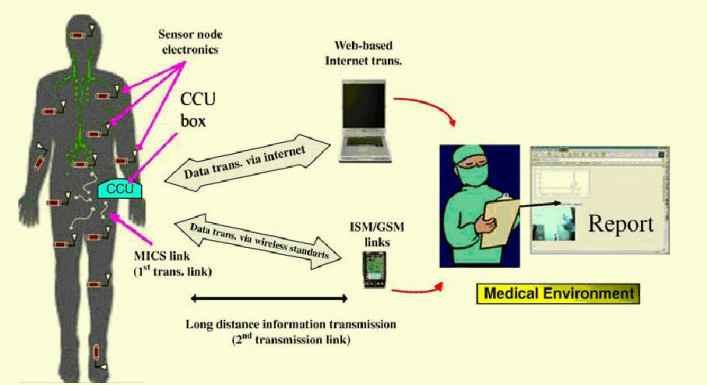 Sensor node
electronics
Web-based
Internet trans.
CCU
box
Data trans. via internet
CCU
Data trans. via wireless standarts
ISM/GSM
links
Report
MICS link
(1st trans. link)
Medical Environment
Long distance information transmission
(2nd transmission link)